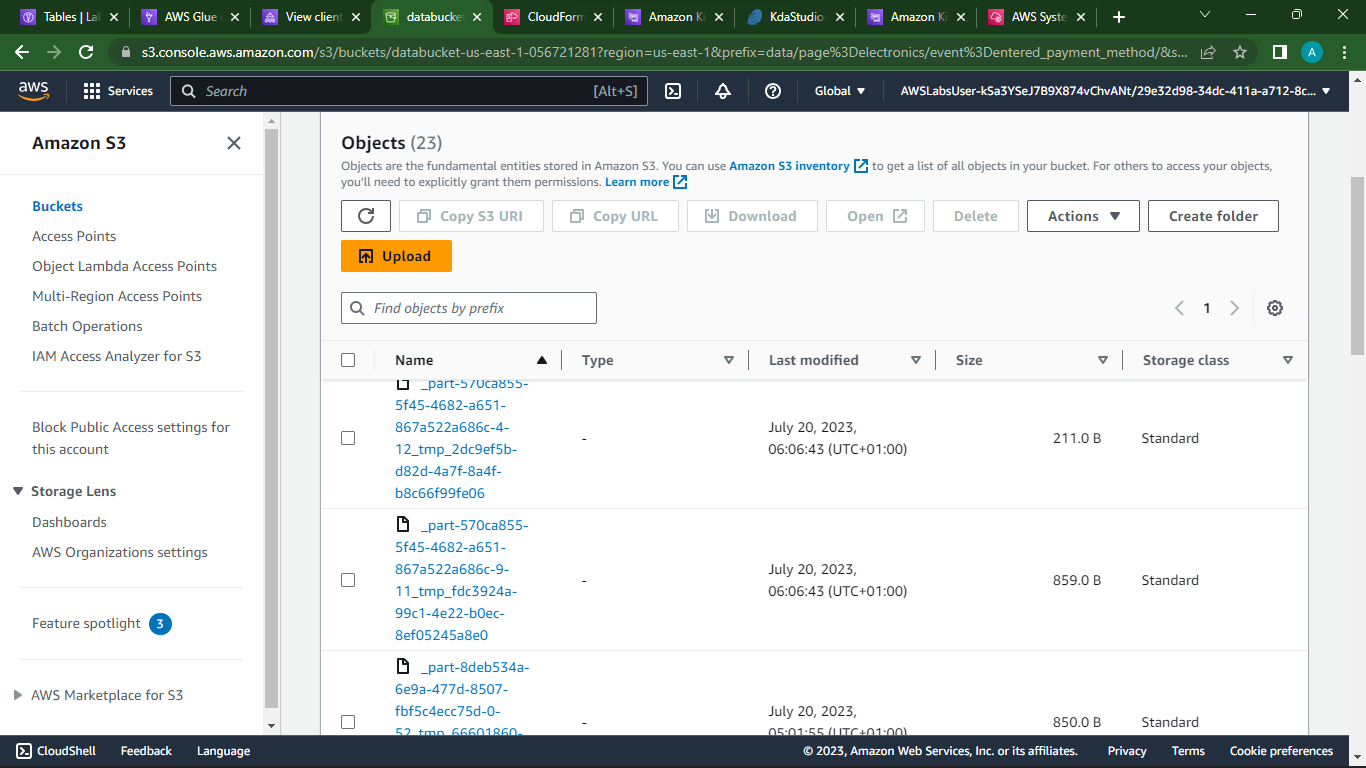 Tables | La
AWS Glue
View client
databucke
CloudForm
Amazon Ki
KdaStudio-
Amazon Ki
AWS Syste
s3.console.aws.amazon.com/s3/buckets/databucket-us-east-1-056721281?region=us-east-1&prefix=data/page%3Delectronics/event%3Dentered_payment_method/&s...
A
aws
Services
Search
[Alt+S]
Global
AWSLabsUser-kSa3YSeJ7B9X874vChvANt/29e32d98-34dc-411a-a712-8c...
Amazon S3
Buckets
Access Points
Object Lambda Access Points
Multi-Region Access Points
Batch Operations
IAM Access Analyzer for S3
Block Public Access settings for
this account
Storage Lens
Dashboards
AWS Organizations settings
Feature spotlight 3
AWS Marketplace for S3
Objects (23)
Objects are the fundamental entities stored in Amazon S3. You can use Amazon S3 inventory to get a list of all objects in your bucket. For others to access your objects,
you'll need to explicitly grant them permissions. Learn more
Copy S3 URI
Copy URL
Download
Open
Delete
Actions
Create folder
Upload
Find objects by prefix
1
Name
Type
Last modified
Size
Storage class
_part-570ca855-
5f45-4682-a651-
867a522a686c-4-
12_tmp_2dc9ef5b-
d82d-4a7f-8a4f-
b8c66f99fe06
-
July 20, 2023,
06:06:43 (UTC+01:00)
211.0 B
Standard
_part-570ca855-
5f45-4682-a651-
867a522a686c-9-
11_tmp_fdc3924a-
99c1-4e22-b0ec-
8ef05245a8e0
-
July 20, 2023,
06:06:43 (UTC+01:00)
859.0 B
Standard
_part-8deb534a-
6e9a-477d-8507-
fbf5c4ecc75d-0-
52_tmp_66601860-
-
July 20, 2023,
05:01:55 (UTC+01:00)
850.0 B
Standard
CloudShell
Feedback
Language
© 2023, Amazon Web Services, Inc. or its affiliates.
Privacy
Terms
Cookie preferences